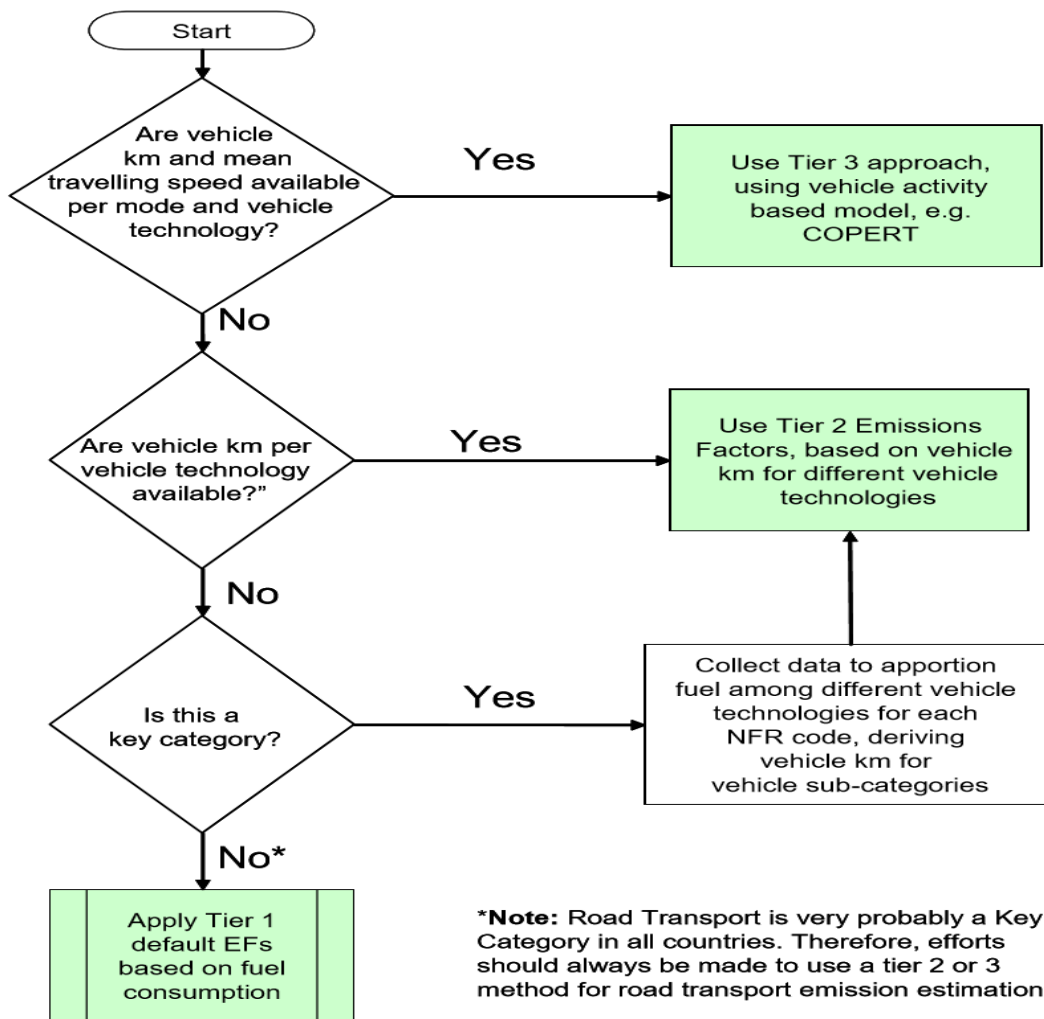 Start
Are vehicle
km and mean
travelling speed available
per mode and vehicle
technology?
Yes
Use Tier 3 approach,
using vehicle activity
based model, e.g.
COPERT
No
Are vehicle km per
vehicle technology
available?”
Yes
Use Tier 2 Emissions
Factors, based on vehicle
km for different vehicle
technologies
No
Is this a
key category?
Yes
Collect data to apportion
fuel among different vehicle
technologies for each
NFR code, deriving
vehicle km for
vehicle sub-categories
No*
Apply Tier 1
default EFs
based on fuel
consumption
*Note: Road Transport is very probably a Key
Category in all countries. Therefore, efforts
should always be made to use a tier 2 or 3
method for road transport emission estimation